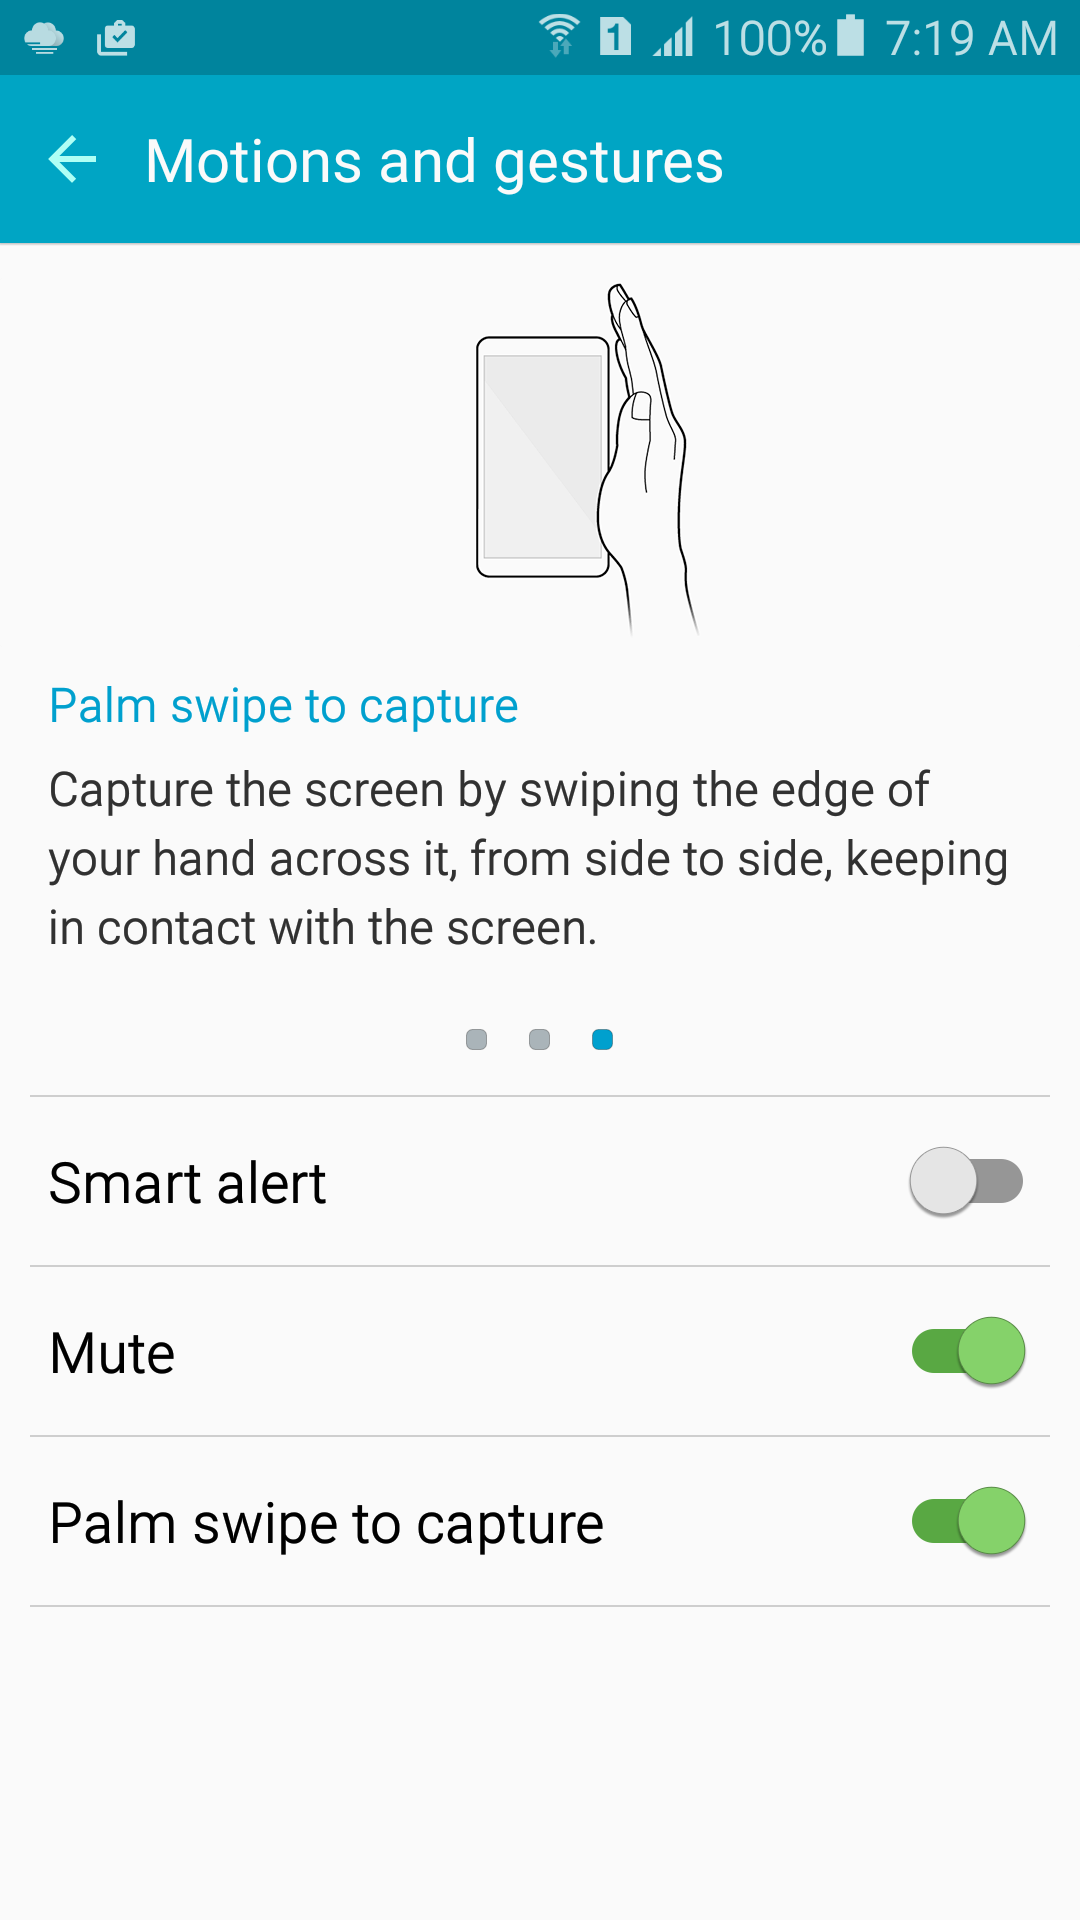 1 100% 7:19 AM
Motions and gestures
Palm swipe to capture
Capture the screen by swiping the edge of
your hand across it, from side to side, keeping
in contact with the screen.
Smart alert
Mute
Palm swipe to capture